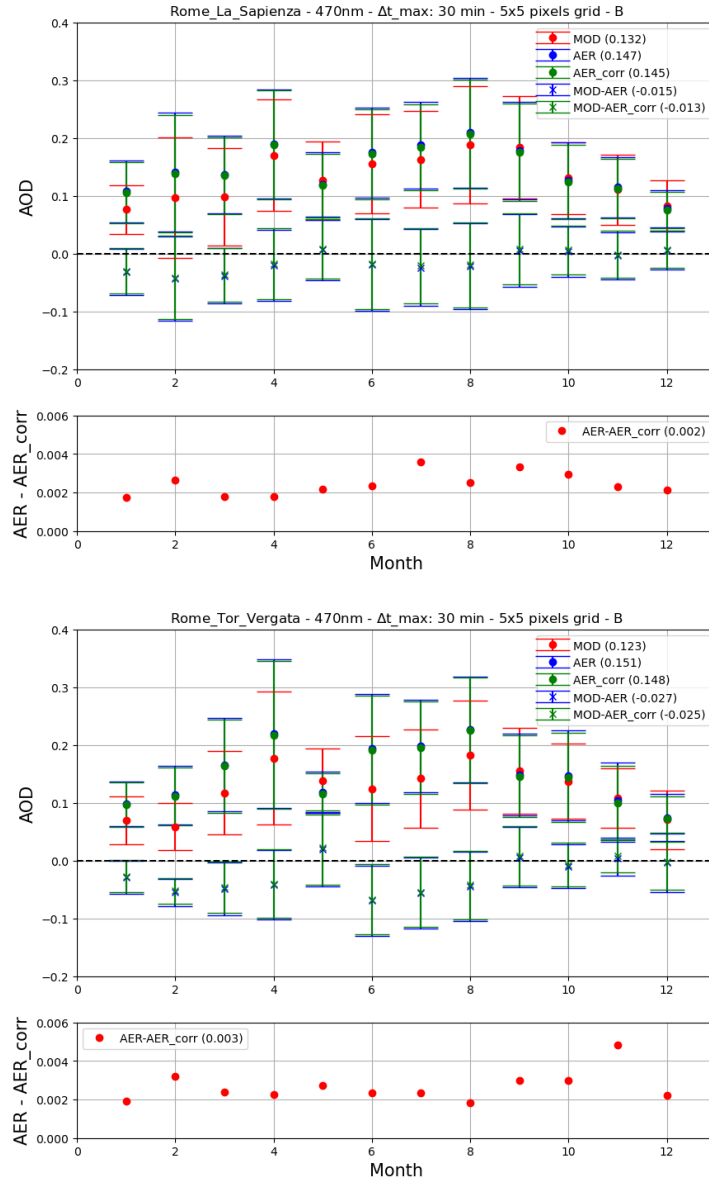 Rome_La_Sapienza - 470nm - Δt_max: 30 min - 5x5 pixels grid - B
0.4
0.3
0.2
0.1
0.0
−0.1
−0.2
AOD
MOD (0.132)
AER (0.147)
AER_corr (0.145)
MOD-AER (-0.015)
MOD-AER_corr (-0.013)
0 2 4 6 8 10 12
0.006
0.004
0.002
0.000
AER - AER_corr
AER-AER_corr (0.002)
0 2 4 6 8 10 12
Month
Rome_Tor_Vergata - 470nm - Δt_max: 30 min - 5x5 pixels grid - B
0.4
0.3
0.2
0.1
0.0
−0.1
−0.2
AOD
MOD (0.123)
AER (0.151)
AER_corr (0.148)
MOD-AER (-0.027)
MOD-AER_corr (-0.025)
0 2 4 6 8 10 12
0.006
0.004
0.002
0.000
AER - AER_corr
AER-AER_corr (0.003)
0 2 4 6 8 10 12
Month